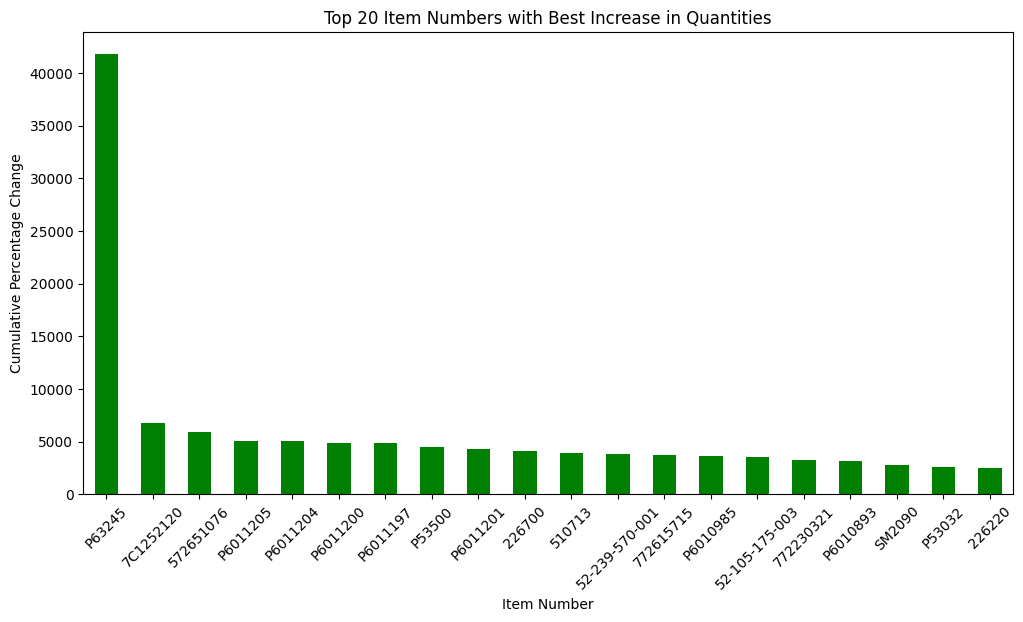 Top 20 Item Numbers with Best Increase in Quantities
Cumulative Percentage Change
40000
35000
30000
25000
20000
15000
10000
5000
0
P63245
7C1252120
572651076
P6011205
P6011204
P6011200
P6011197
P53500
P6011201
226700
510713
52-239-570-001
772615715
P6010985
52-105-175-003
772230321
P6010893
SM2090
P53032
226220
Item Number